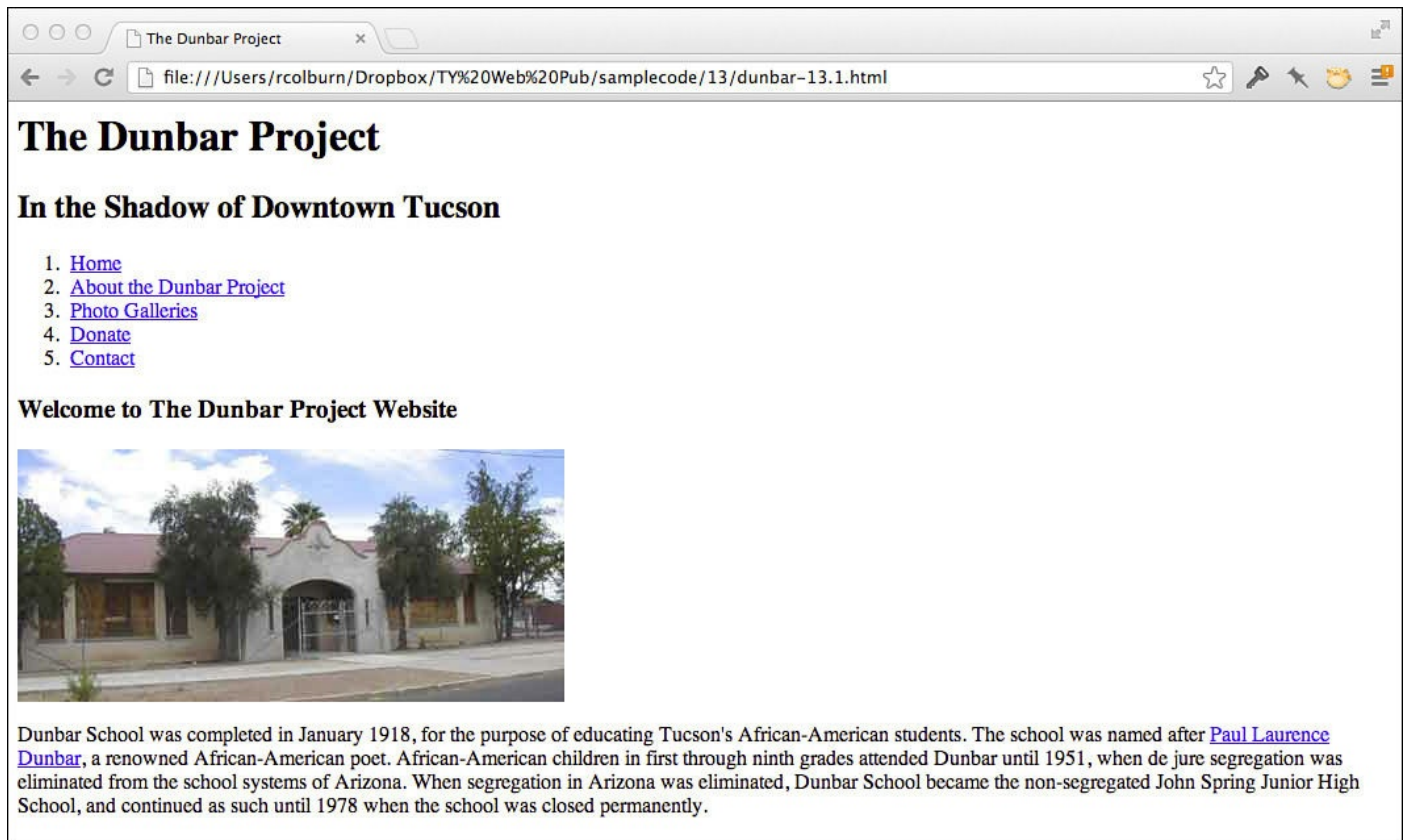 The Dunbar Project
file:///Users/rcolburn/Dropbox/TY%20Web%20Pub/samplecode/13/dunbar-13.1.html
The Dunbar Project
In the Shadow of Downtown Tucson
1. Home
2. About the Dunbar Project
3. Photo Galleries
4. Donate
5. Contact
Welcome to The Dunbar Project Website
Dunbar School was completed in January 1918, for the purpose of educating Tucson's African-American students. The school was named after Paul Laurence
Dunbar, a renowned African-American poet. African-American children in first through ninth grades attended Dunbar until 1951, when de jure segregation was
eliminated from the school systems of Arizona. When segregation in Arizona was eliminated, Dunbar School became the non-segregated John Spring Junior High
School, and continued as such until 1978 when the school was closed permanently.